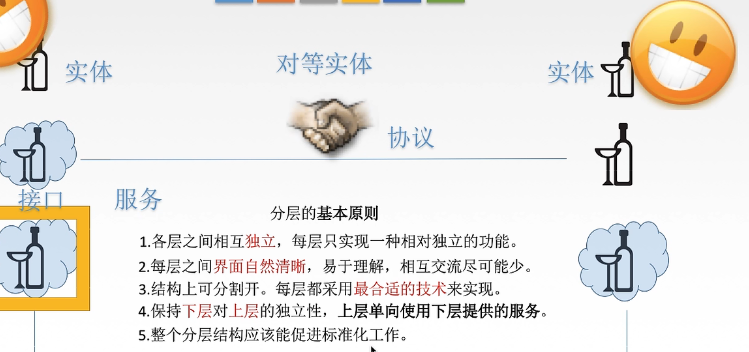 实体
对等实体
实体
协议
接口
服务
分层的基本原则
1.各层之间相互独立，每层只实现一种相对独立的功能。
2.每层之间界面自然清晰，易于理解，相互交流尽可能少。
3.结构上可分割开。每层都采用最合适的技术来实现。
4.保持下层对上层的独立性，上层单向使用下层提供的服务。
5.整个分层结构应该能促进标准化工作。